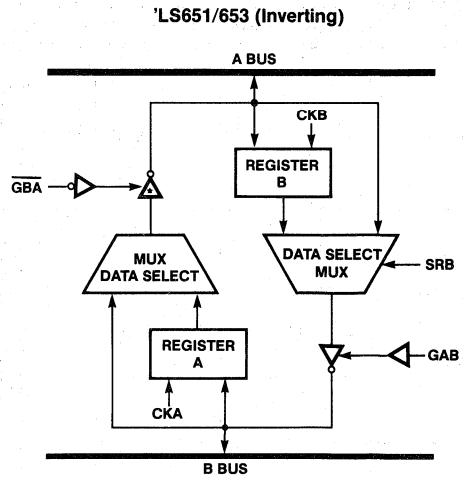 'LS651/653 (Inverting)
A BUS
CKB
REGISTER
B
GBA
*
MUX
DATA SELECT
DATA SELECT
MUX
SRB
REGISTER
A
GAB
CKA
B BUS